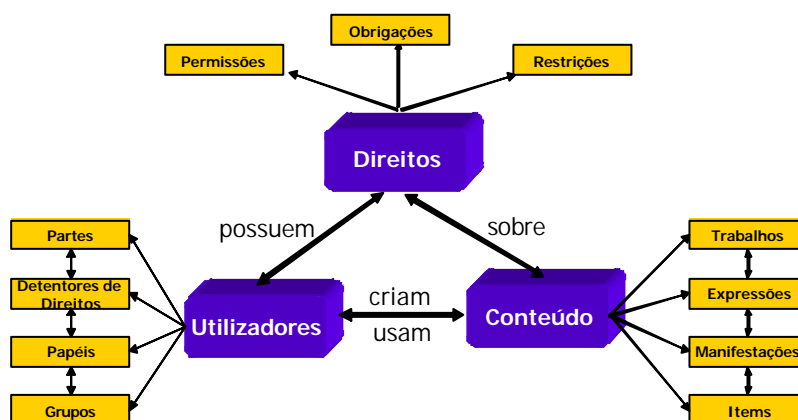 Obrigações
Permissões
Restrições
Direitos
possuem
sobre
Partes
Detentores de
Direitos
Papéis
Grupos
Utilizadores
criam
usam
Conteúdo
Trabalhos
Expressões
Manifestações
Items